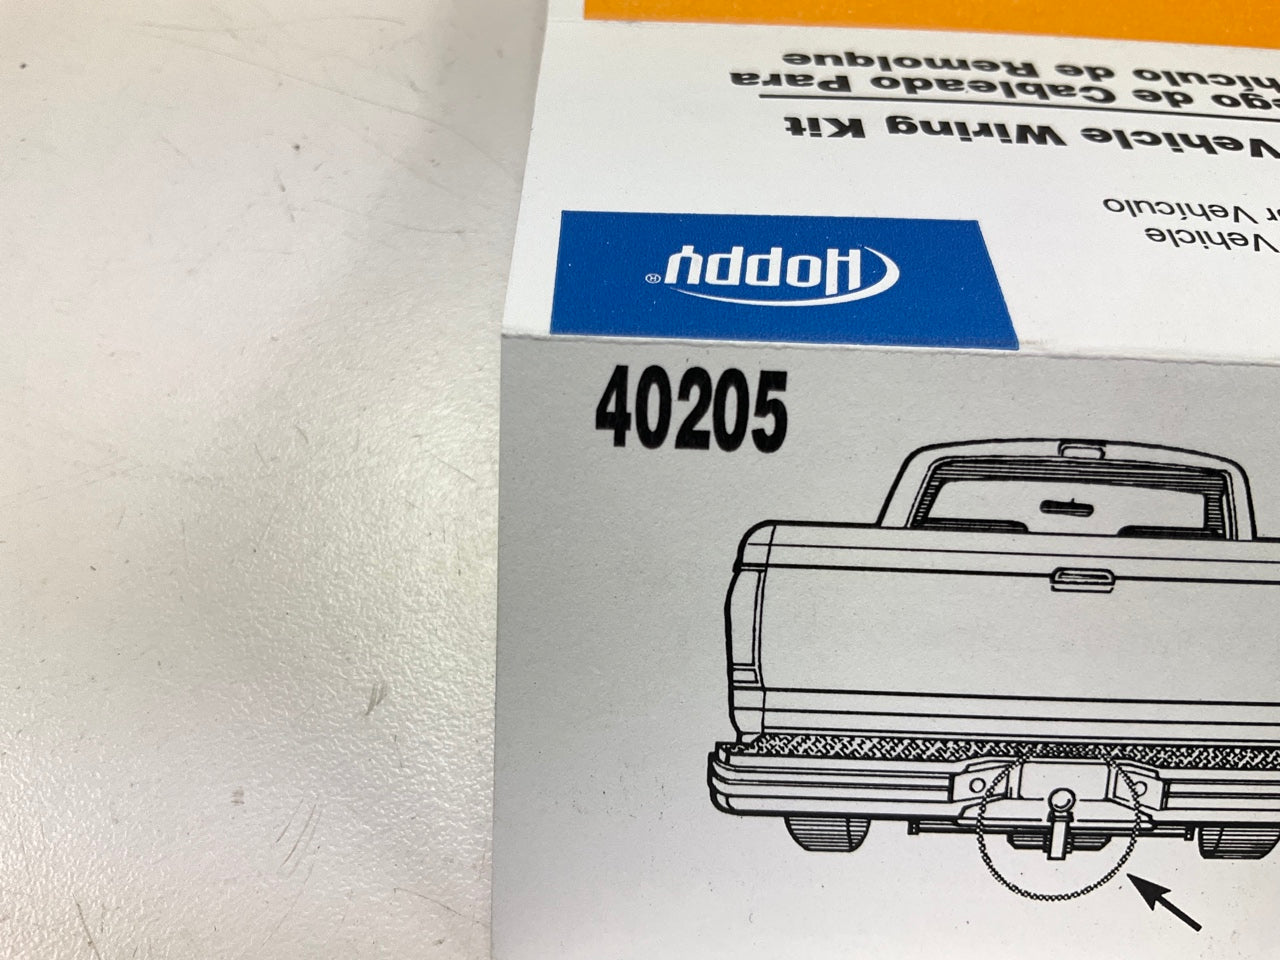 40205
Hoppy®
Vehicle
r Vehículo
Vehicle Wiring Kit
ego de Cableado Para
hículo de Remolque